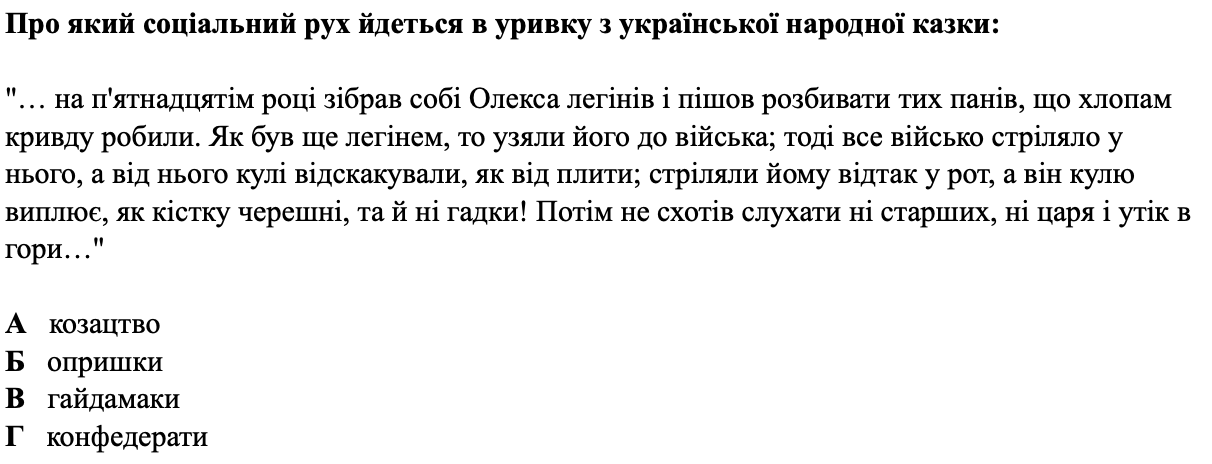 Про який соціальний рух йдеться в уривку з української народної казки:
"… на п'ятнадцятім році зібрав собі Олекса легінів і пішов розбивати тих панів, що хлопам
кривду робили. Як був ще легінем, то узяли його до війська; тоді все військо стріляло у
нього, а від нього кулі відскакували, як від плити; стріляли йому відтак у рот, а він кулю
виплює, як кістку черешні, та й ні гадки! Потім не схотів слухати ні старших, ні царя і утік в
гори…"
А козацтво
Б опришки
В гайдамаки
Г конфедерати